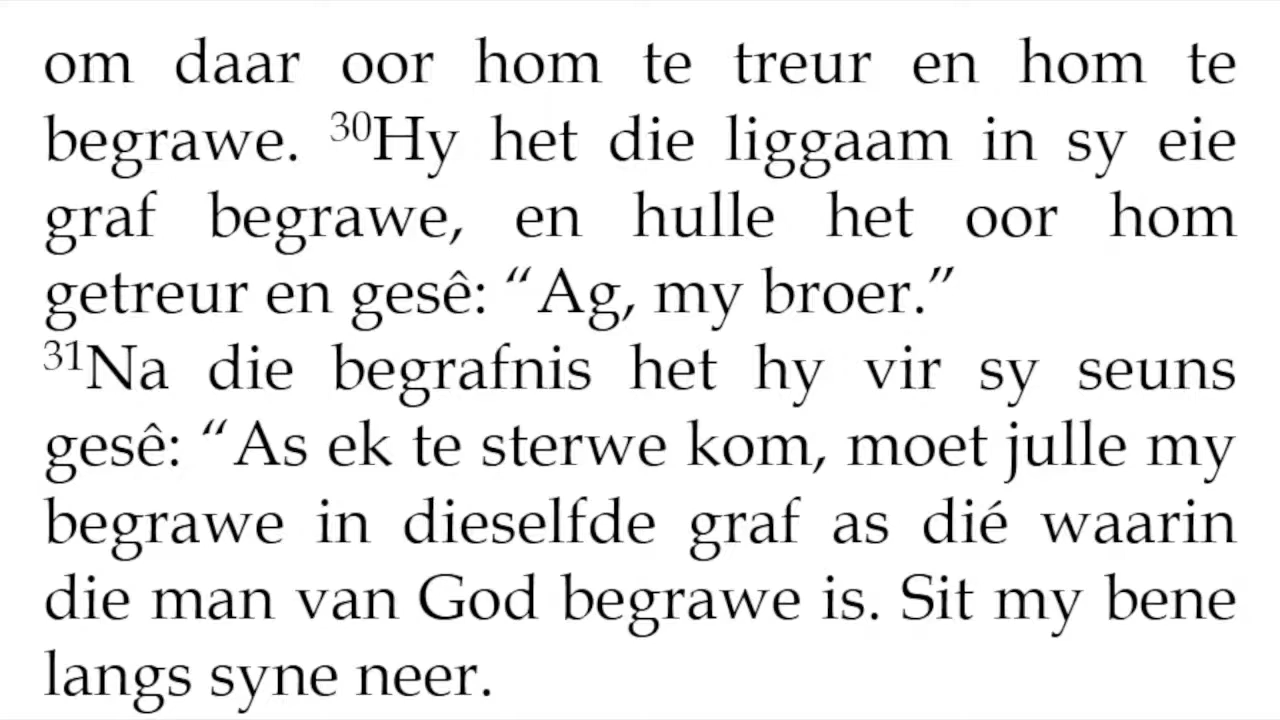 om daar oor hom te treur en hom te
begrawe. ³⁰Hy het die liggaam in sy eie
graf begrawe, en hulle het oor hom
getreur en gesê: “Ag, my broer.”
³¹Na die begrafnis het hy vir sy seuns
gesê: “As ek te sterwe kom, moet julle my
begrawe in dieselfde graf as dié waarin
die man van God begrawe is. Sit my bene
langs syne neer.